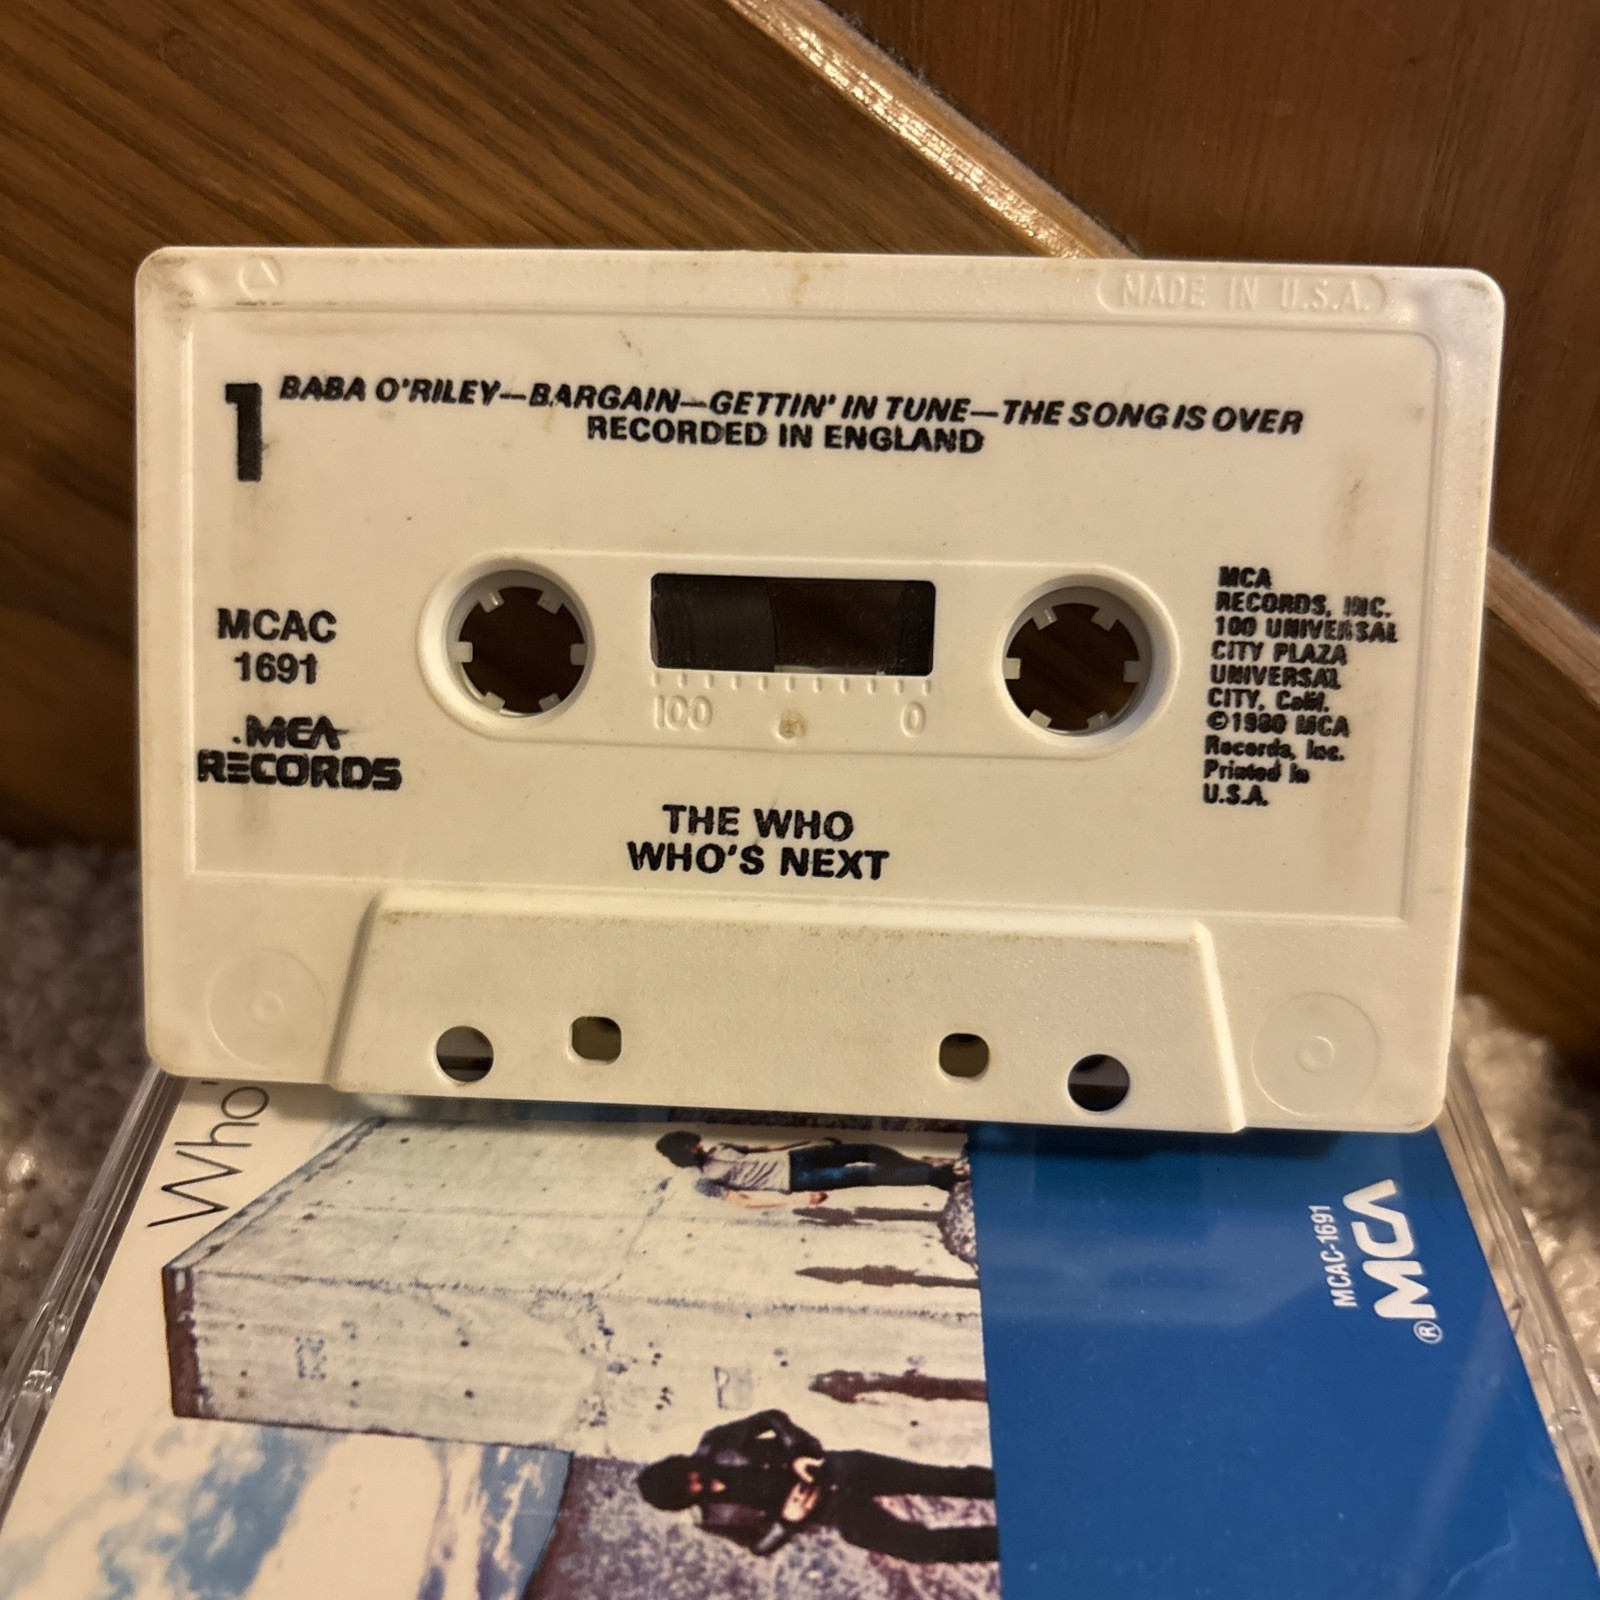 MADE IN U.S.A.
1
BABA O'RILEY—BARGAIN—GETTIN' IN TUNE—THE SONG IS OVER
RECORDED IN ENGLAND
MCAC
1691
MCA
RECORDS
100 0
MCA
RECORDS, INC.
100 UNIVERSAL
CITY PLAZA
UNIVERSAL
CITY, Calif.
©1980 MCA
Records, Inc.
Printed in
U.S.A.
THE WHO
WHO'S NEXT
Who'
MCAC-1691
MCA®